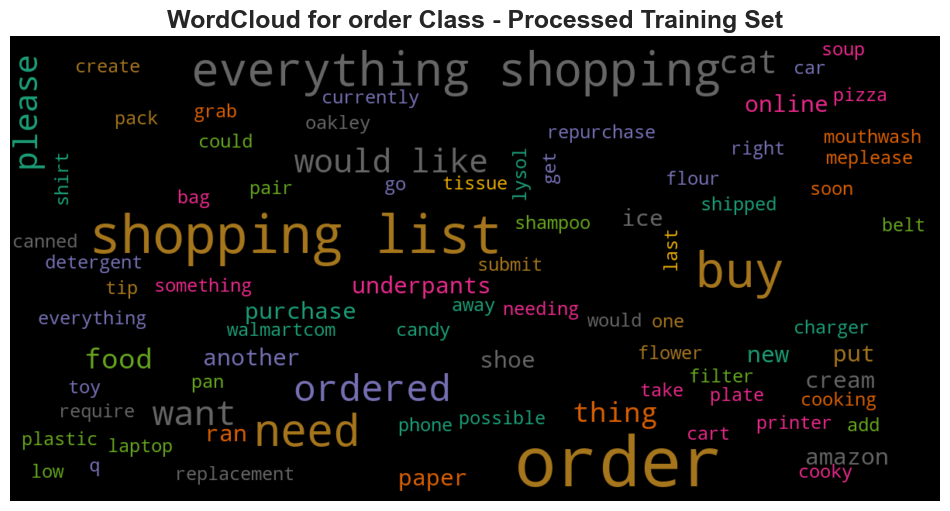 WordCloud for order Class - Processed Training Set
everything shopping
cat
soup
car
create
please
currently
online
pizza
pack
grab
oakley
could
repurchase
right
mouthwash
meplease
would like
shirt
lysol
get
flour
soon
bag
pair
go
tissue
shipped
shampoo
ice
belt
canned
shopping list
last
detergent
submit
buy
tip
something
underpants
everything
purchase
away
needing
would
one
charger
walmartcom
candy
food
another
shoe
flower
new
put
toy
pan
ordered
filter
cream
take
plate
cooking
require
want
need
possible
thing
phone
printer
add
plastic
laptop
ran
cart
order
amazon
low
q
replacement
paper
cooky